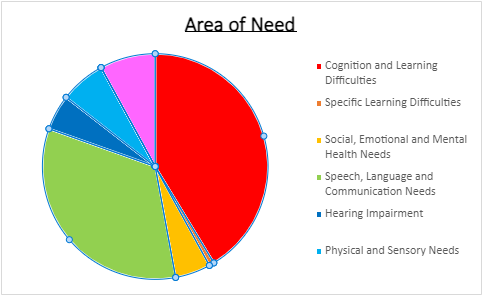 Area of Need
Cognition and Learning
Difficulties
Specific Learning Difficulties
Social, Emotional and Mental
Health Needs
Speech, Language and
Communication Needs
Hearing Impairment
Physical and Sensory Needs